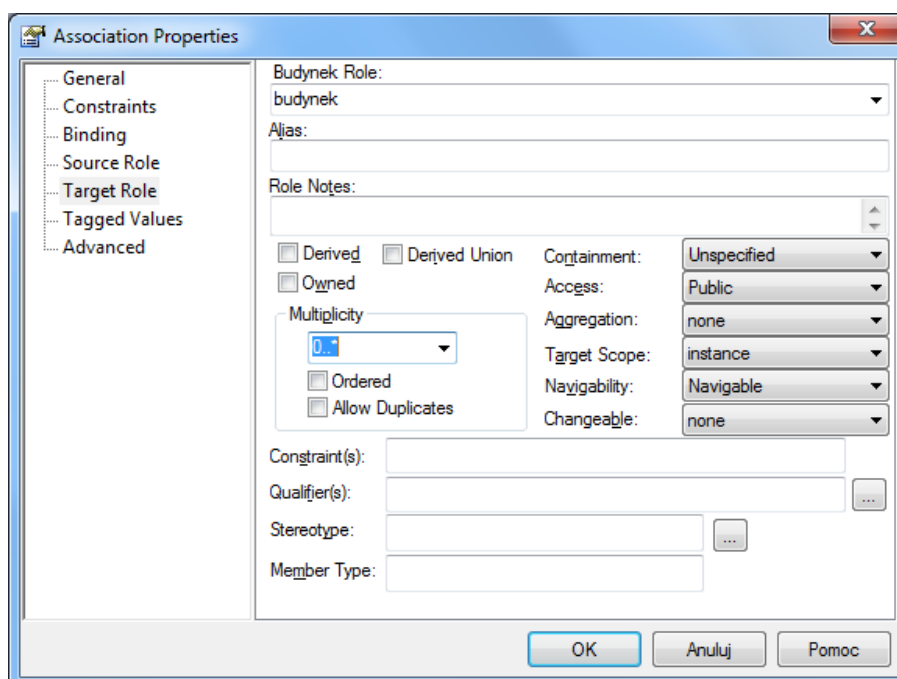 Association Properties
General
Constraints
Binding
Source Role
Target Role
Tagged Values
Advanced
Budynek Role:
budynek
Alias:
Role Notes:
Derived
Derived Union
Owned
Multiplicity
0..*
Ordered
Allow Duplicates
Containment: Unspecified
Access: Public
Aggregation: none
Target Scope: instance
Navigability: Navigable
Changeable: none
Constraint(s):
Qualifier(s):
...
Stereotype:
...
Member Type:
OK Anuluj Pomoc